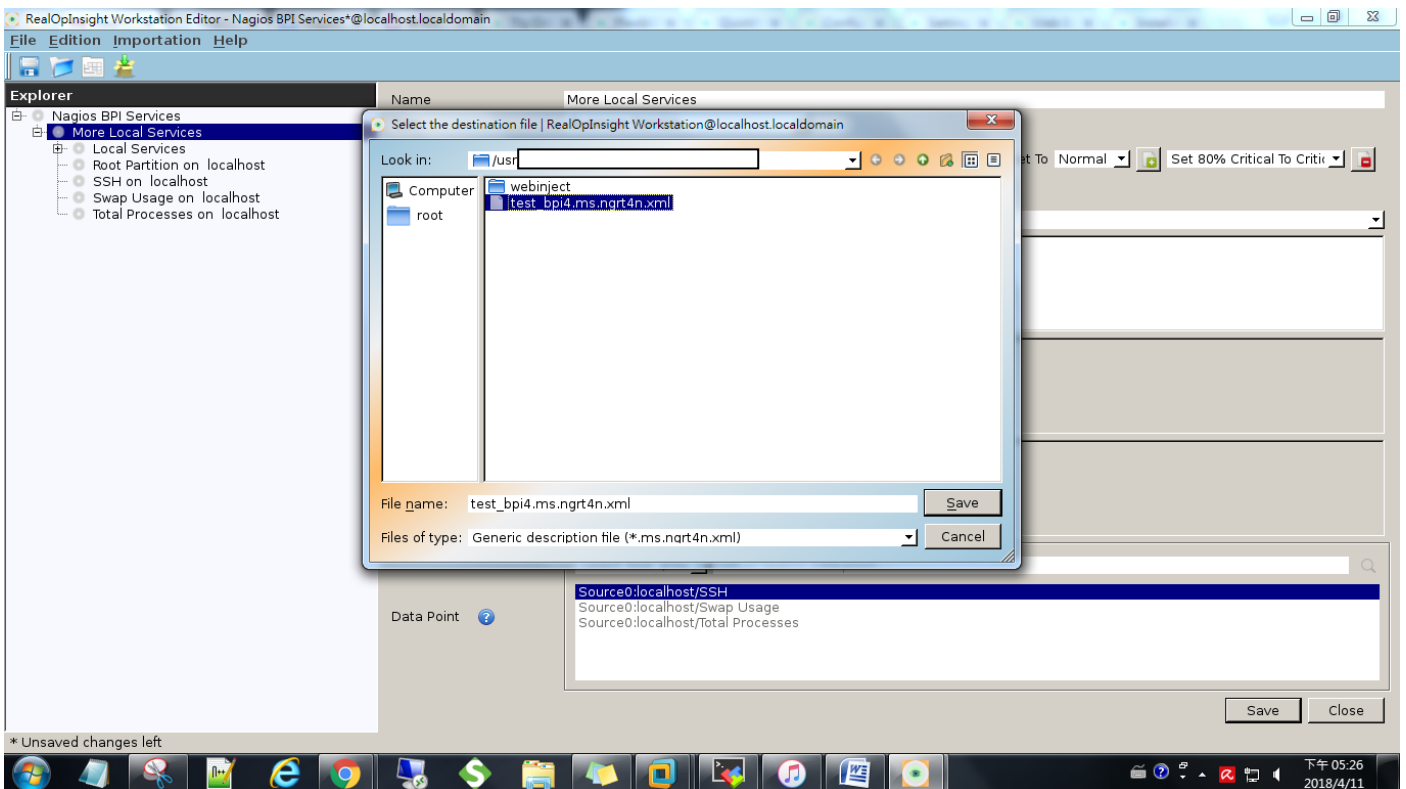 RealOpInsight Workstation Editor - Nagios BPI Services*@localhost.localdomain
File Edition Importation Help
Explorer
Nagios BPI Services
More Local Services
Local Services
Root Partition on localhost
SSH on localhost
Swap Usage on localhost
Total Processes on localhost
Name More Local Services
Select the destination file | RealOpInsight Workstation@localhost.localdomain
Look in: /usr
Computer
root
webinject
test_bpi4.ms.ngrt4n.xml
File name: test_bpi4.ms.ngrt4n.xml Save
Files of type: Generic description file (*.ms.ngrt4n.xml) Cancel
et To Normal Set 80% Critical To Critic
Data Point
Source0:localhost/SSH
Source0:localhost/Swap Usage
Source0:localhost/Total Processes
Save Close
* Unsaved changes left
下午 05:26
2018/4/11